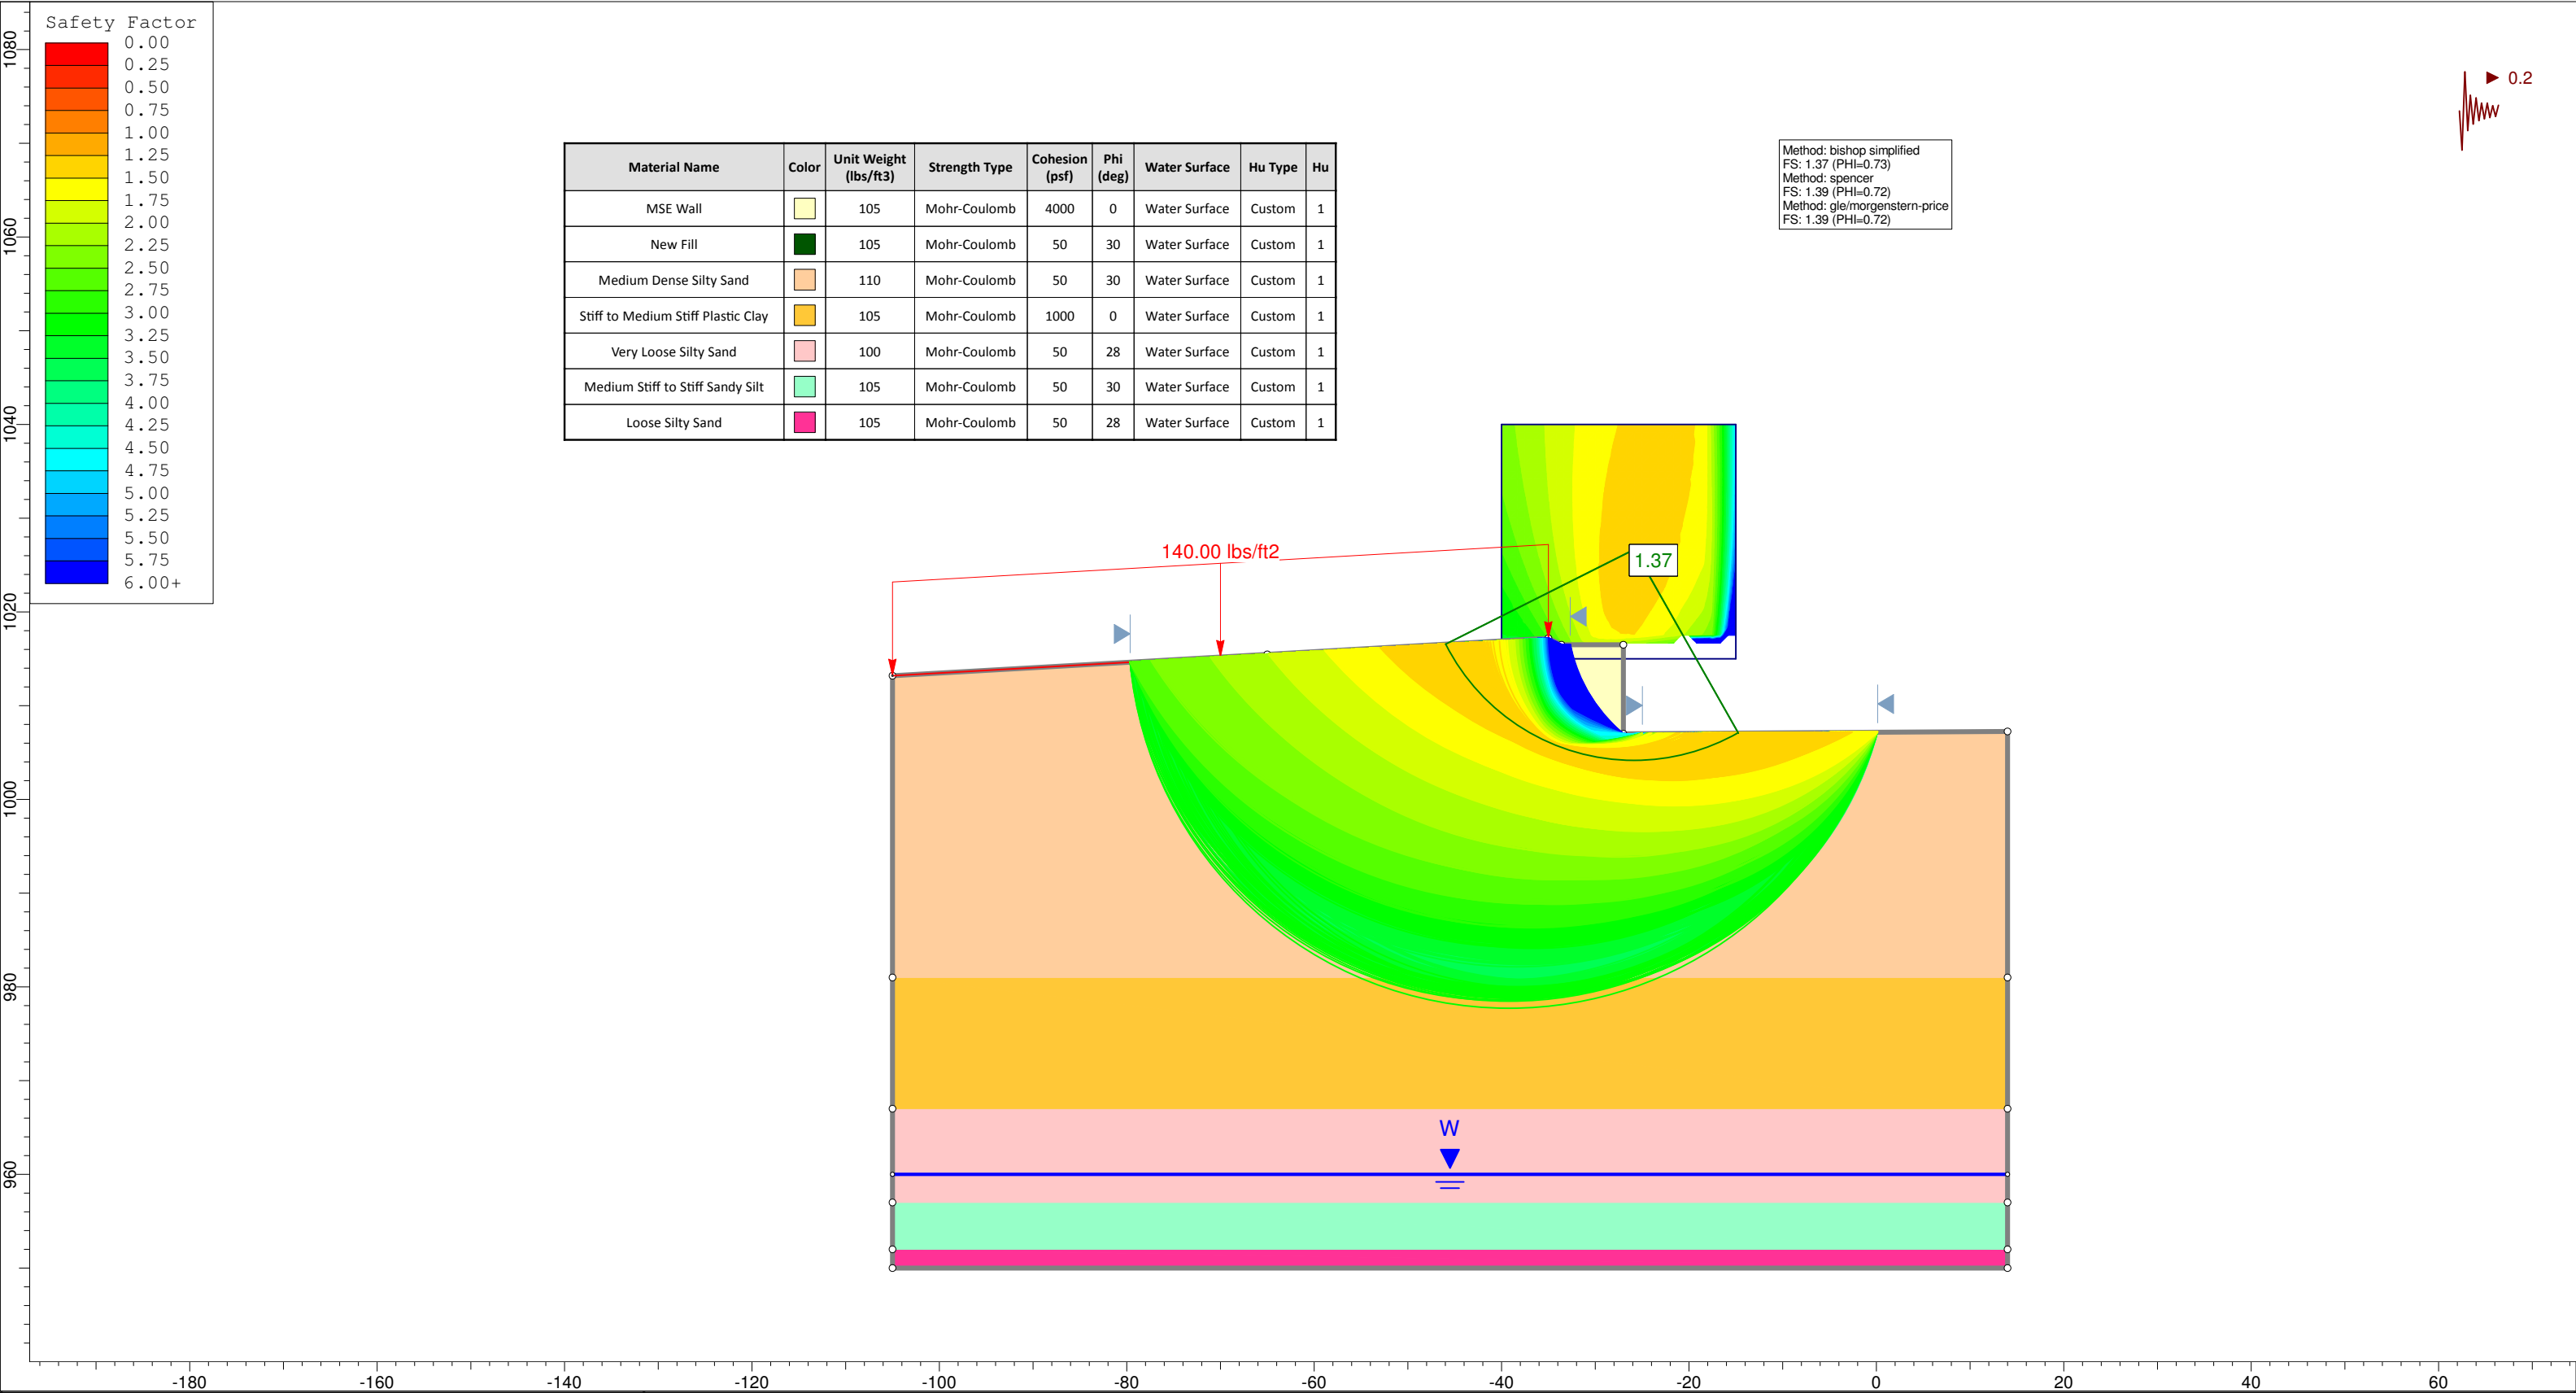 Safety Factor
0.00
0.25
0.50
0.75
1.00
1.25
1.50
1.75
2.00
2.25
2.50
2.75
3.00
3.25
3.50
3.75
4.00
4.25
4.50
4.75
5.00
5.25
5.50
5.75
6.00+
1080
1060
1040
1020
1000
980
960
0.2
Material Name Color Unit Weight (lbs/ft3) Strength Type Cohesion (psf) Phi (deg) Water Surface Hu Type Hu
MSE Wall 105 Mohr-Coulomb 4000 0 Water Surface Custom 1
New Fill 105 Mohr-Coulomb 50 30 Water Surface Custom 1
Medium Dense Silty Sand 110 Mohr-Coulomb 50 30 Water Surface Custom 1
Stiff to Medium Stiff Plastic Clay 105 Mohr-Coulomb 1000 0 Water Surface Custom 1
Very Loose Silty Sand 100 Mohr-Coulomb 50 28 Water Surface Custom 1
Medium Stiff to Stiff Sandy Silt 105 Mohr-Coulomb 50 30 Water Surface Custom 1
Loose Silty Sand 105 Mohr-Coulomb 50 28 Water Surface Custom 1
Method: bishop simplified
FS: 1.37 (PHI=0.73)
Method: spencer
FS: 1.39 (PHI=0.72)
Method: gle/morgenstern-price
FS: 1.39 (PHI=0.72)
140.00 lbs/ft2
1.37
W
-180 -160 -140 -120 -100 -80 -60 -40 -20 0 20 40 60